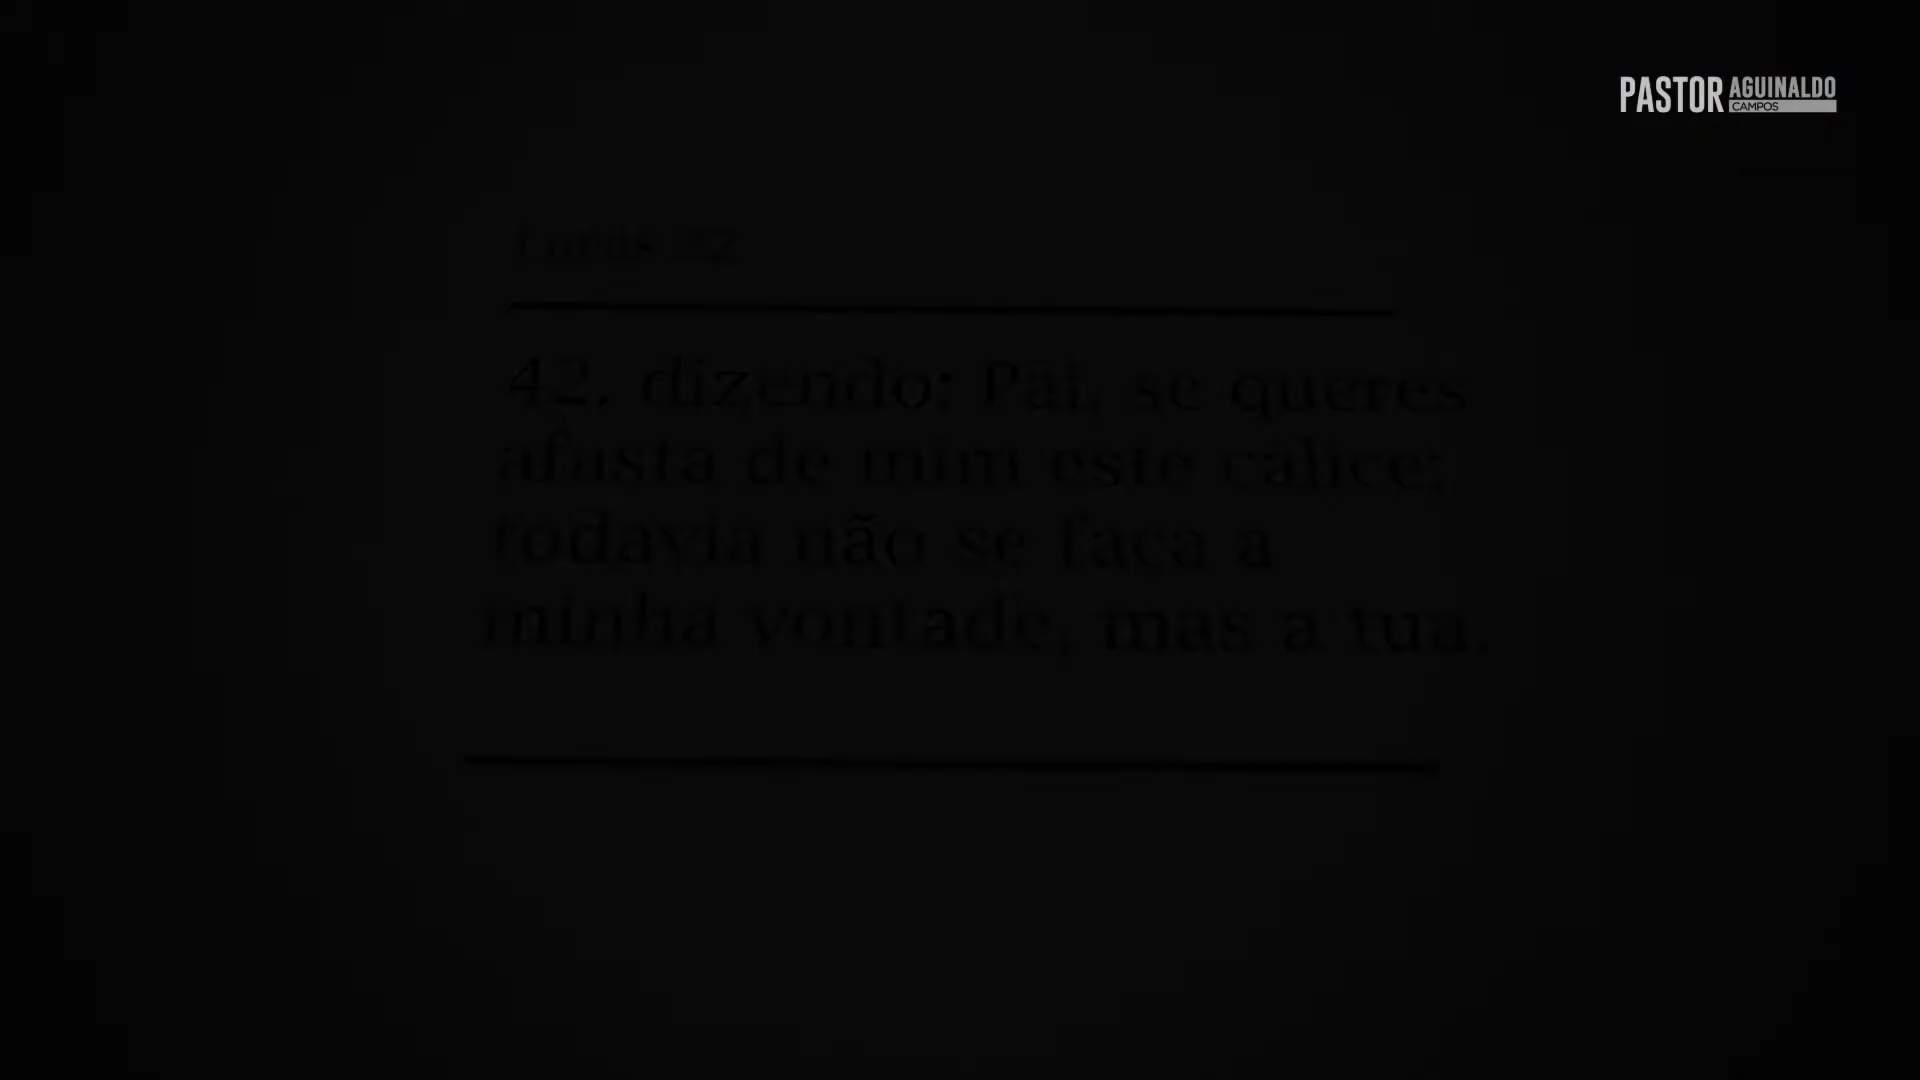 PASTOR AGUINALDO
CAMPOS
Lucas 22
42. dizendo: Pai, se queres
afasta de mim este cálice;
todavia não se faça a
minha vontade, mas a tua.